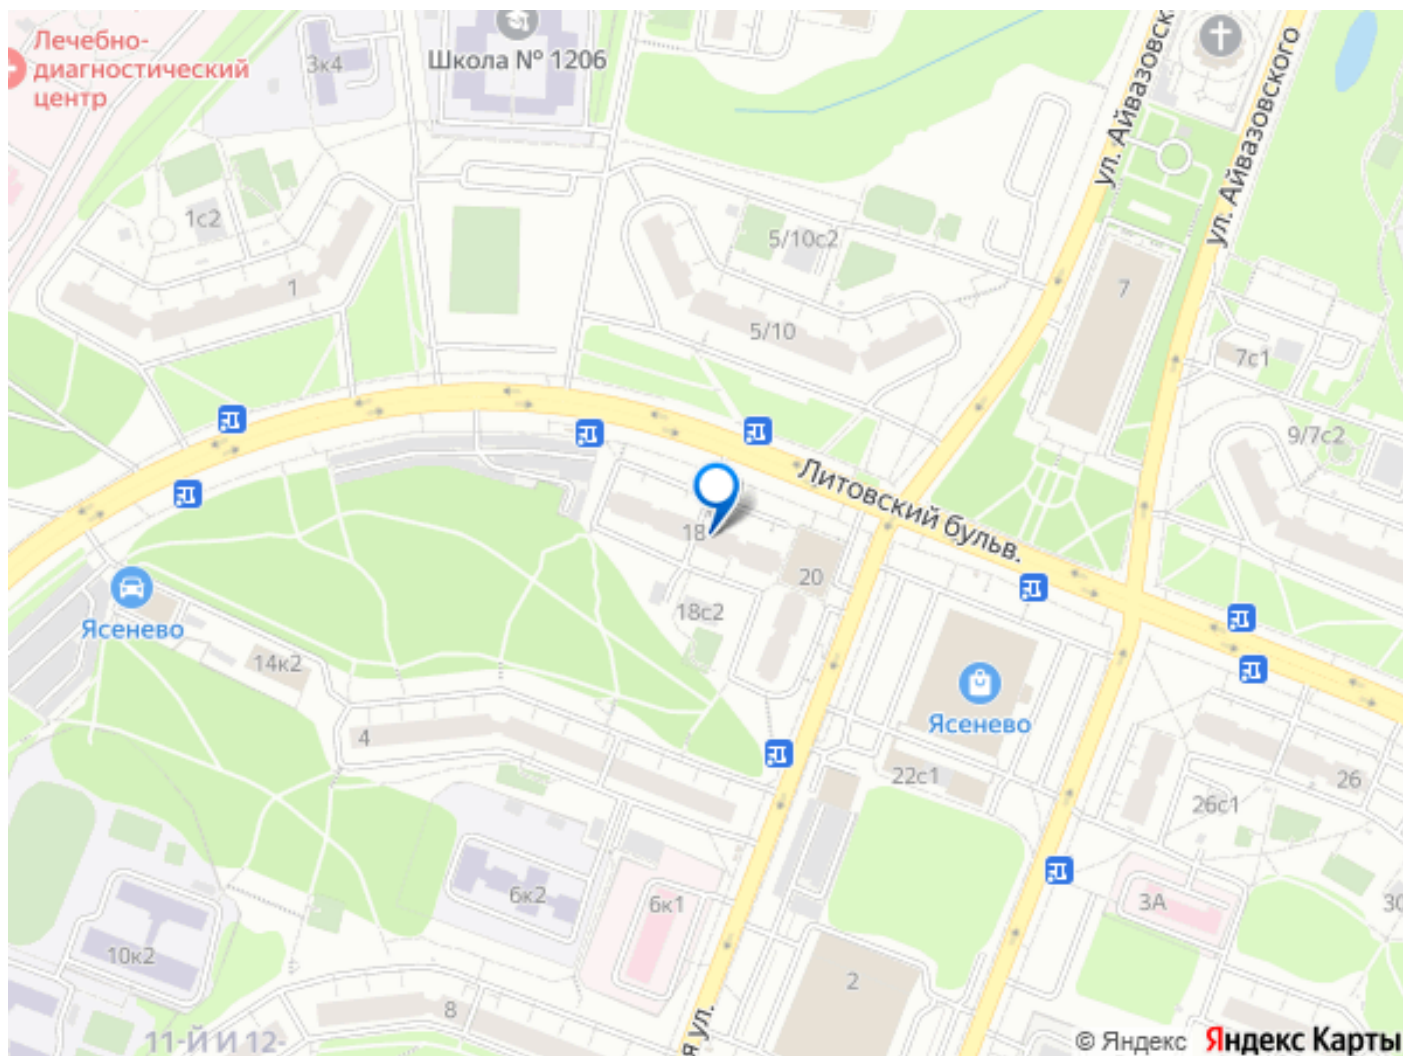 Лечебно-
диагностический
центр
3к4
Школа № 1206
ул. Айвазовск
ул. Айвазовского
1с2
5/10с2
1
7
5/10
7с1
9/7с2
Литовский бульв.
18
20
18с2
Ясенево
14к2
4
Ясенево
22с1
26
26с1
6к2
6к1
3А
30
10к2
2
8
11-Й И 12-
я ул.
© Яндекс Яндекс Карты